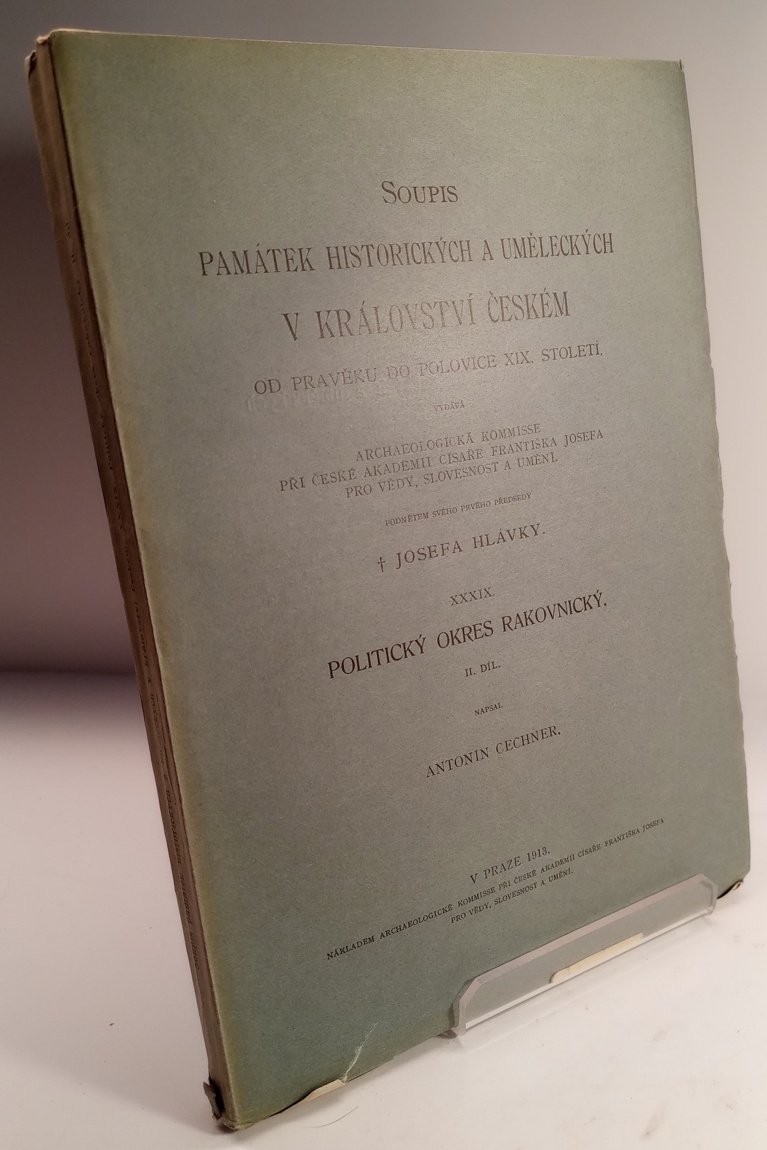 SOUPIS
PAMÁTEK HISTORICKÝCH A UMĚLECKÝCH
V KRÁLOVSTVÍ ČESKÉM
OD PRAVĚKU DO POLOVICE XIX. STOLETÍ.
VYDÁVÁ
ARCHAEOLOGICKÁ KOMMISSE
PŘI ČESKÉ AKADEMII CÍSAŘE FRANTIŠKA JOSEFA
PRO VĚDY, SLOVESNOST A UMĚNÍ.
PODNĚTEM SVÉHO PRVÉHO PŘEDSEDY
† JOSEFA HLÁVKY.
XXXIX.
POLITICKÝ OKRES RAKOVNICKÝ.
II. DÍL.
NAPSAL
ANTONÍN CECHNER.
V PRAZE 1913.
NÁKLADEM ARCHAEOLOGICKÉ KOMMISSE PŘI ČESKÉ AKADEMII CÍSAŘE FRANTIŠKA JOSEFA
PRO VĚDY, SLOVESNOST A UMĚNÍ.